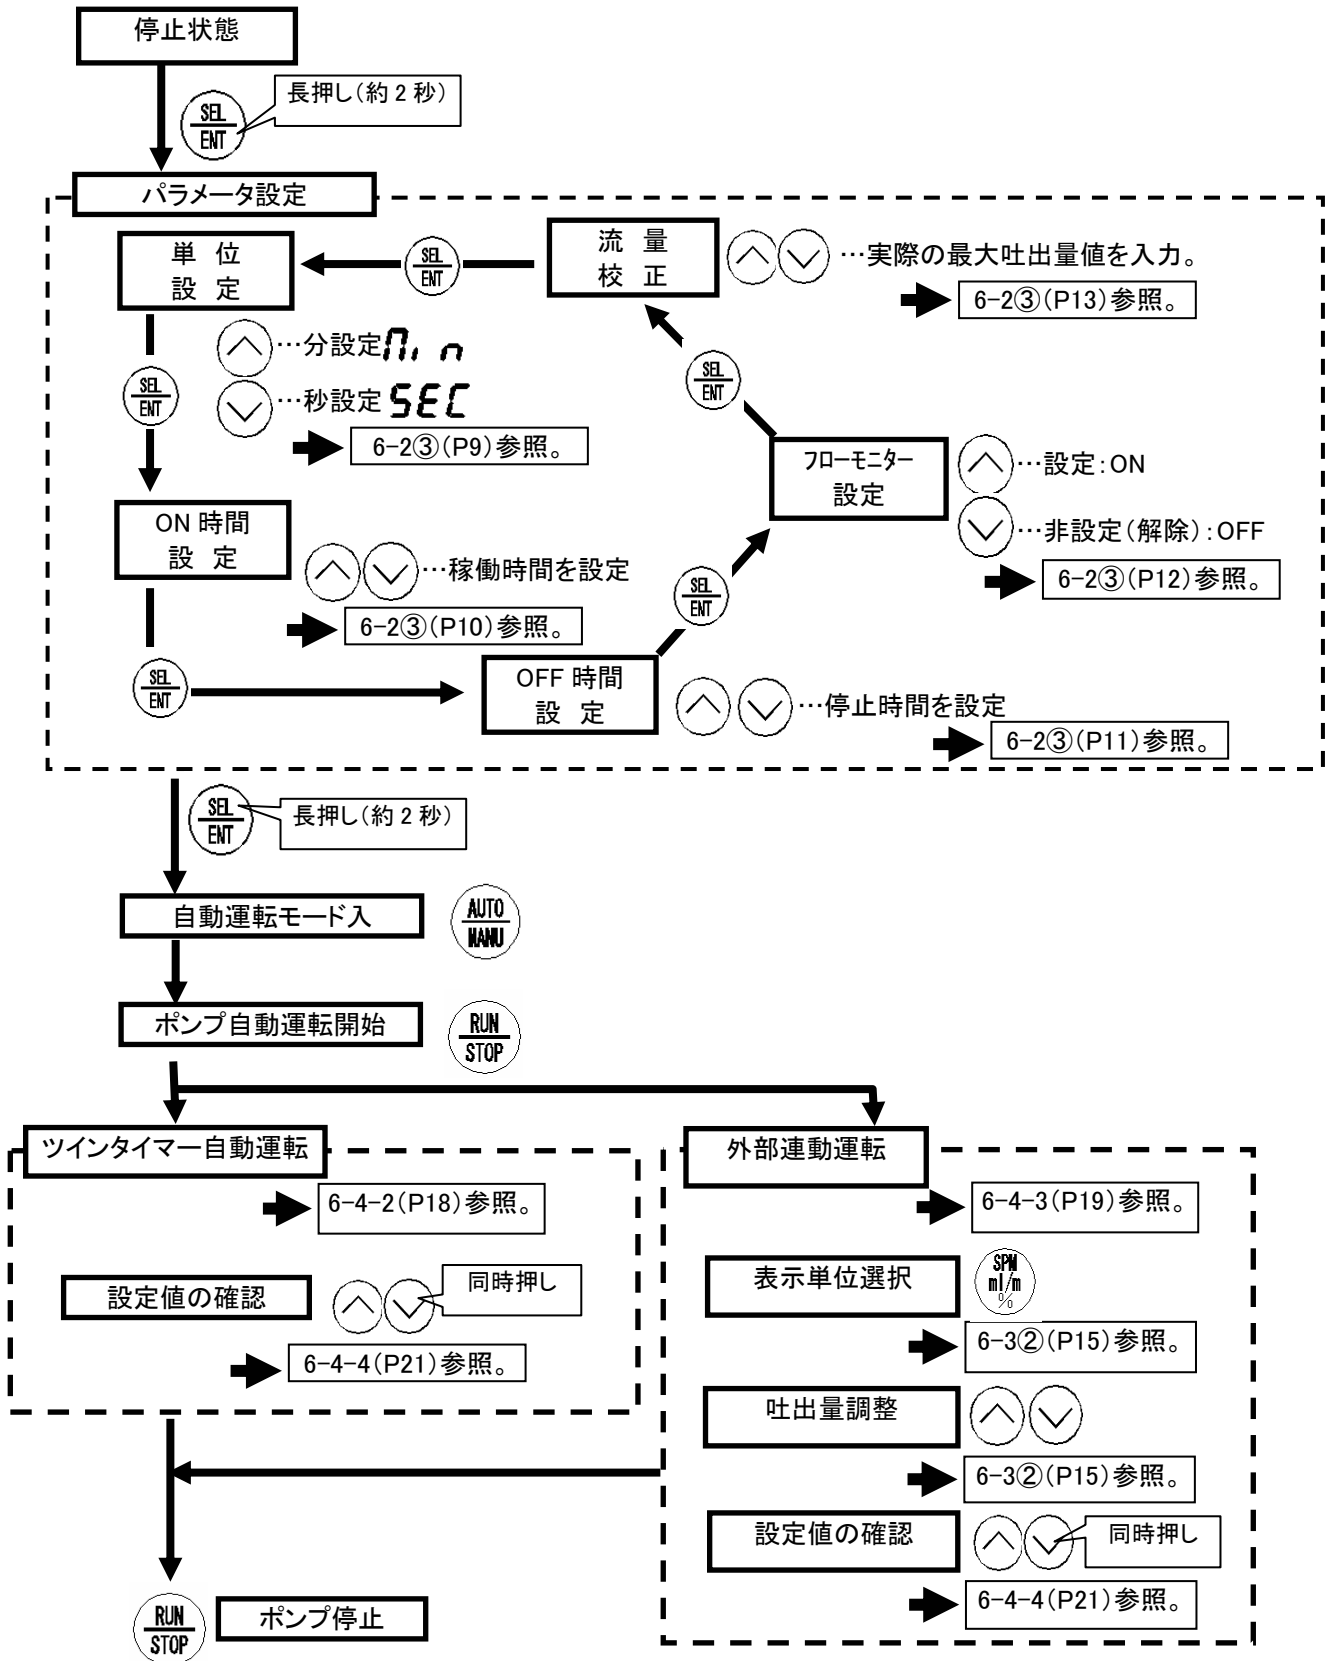 停止状態
長押し(約 2 秒)
SEL
ENT
パラメータ設定
単 位
設 定
SEL
ENT
流 量
校 正
…実際の最大吐出量値を入力。
6-2③(P13)参照。
…分設定 Min
…秒設定 SEC
6-2③(P9)参照。
SEL
ENT
SEL
ENT
フローモニター
設定
…設定:ON
…非設定(解除):OFF
6-2③(P12)参照。
ON 時間
設 定
…稼働時間を設定
6-2③(P10)参照。
SEL
ENT
SEL
ENT
OFF 時間
設 定
…停止時間を設定
6-2③(P11)参照。
SEL
ENT
長押し(約 2 秒)
自動運転モード入
AUTO
MANU
ポンプ自動運転開始
RUN
STOP
ツインタイマー自動運転
6-4-2(P18)参照。
設定値の確認
同時押し
6-4-4(P21)参照。
外部連動運転
6-4-3(P19)参照。
表示単位選択
SPM
ml/m
%
6-3②(P15)参照。
吐出量調整
6-3②(P15)参照。
設定値の確認
同時押し
6-4-4(P21)参照。
RUN
STOP
ポンプ停止